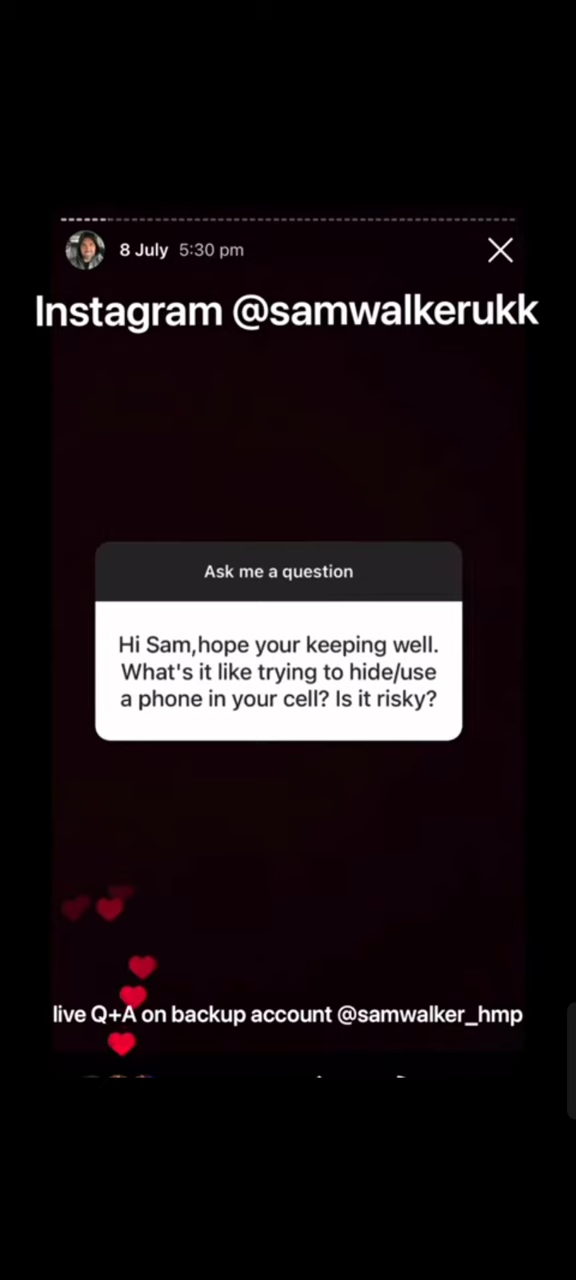 8 July 5:30 pm
Instagram @samwalkerukk
Ask me a question
Hi Sam,hope your keeping well.
What's it like trying to hide/use
a phone in your cell? Is it risky?
live Q+A on backup account @samwalker_hmp